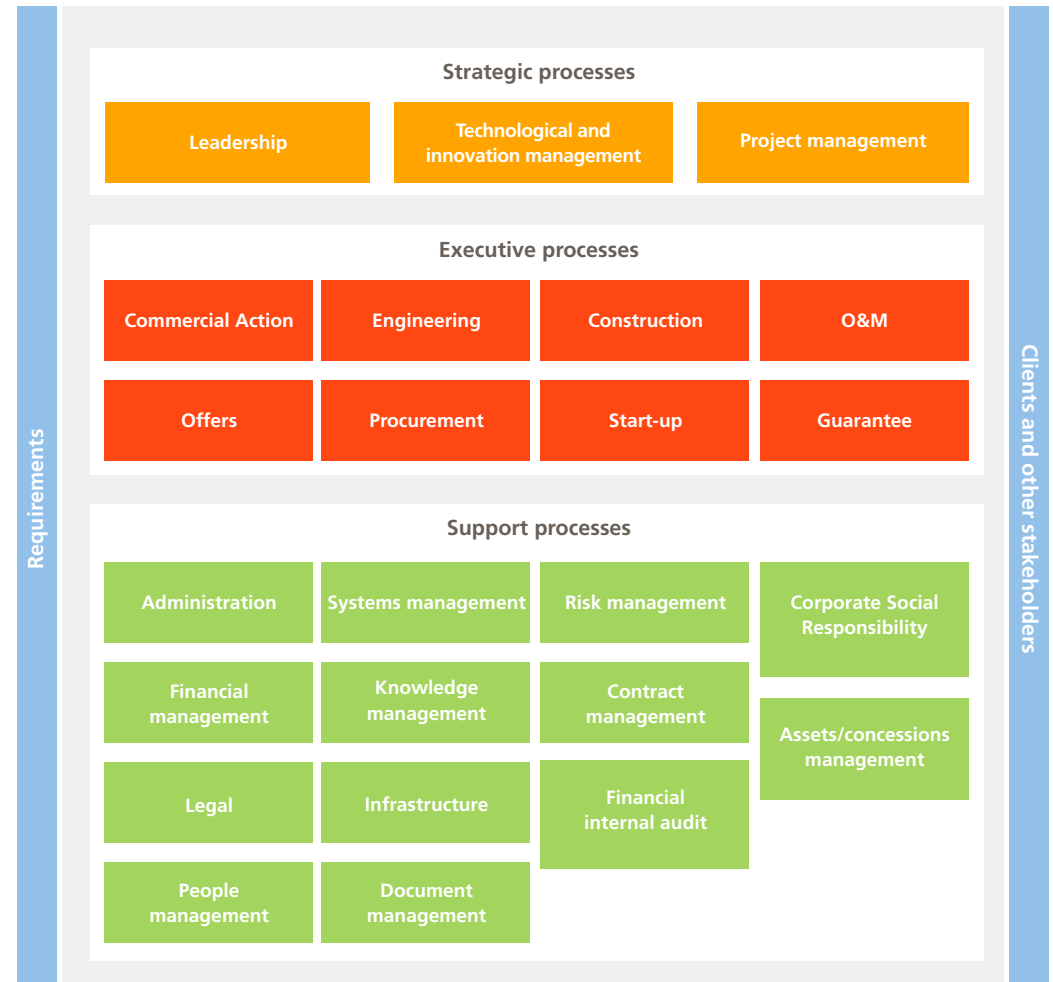 Requirements
Strategic processes
Leadership
Technological and
innovation management
Project management
Executive processes
Commercial Action
Engineering
Construction
O&M
Offers
Procurement
Start-up
Guarantee
Support processes
Administration
Systems management
Risk management
Corporate Social
Responsibility
Financial
management
Knowledge
management
Contract
management
Assets/concessions
management
Legal
Infrastructure
Financial
internal audit
People
management
Document
management
Clients and other stakeholders